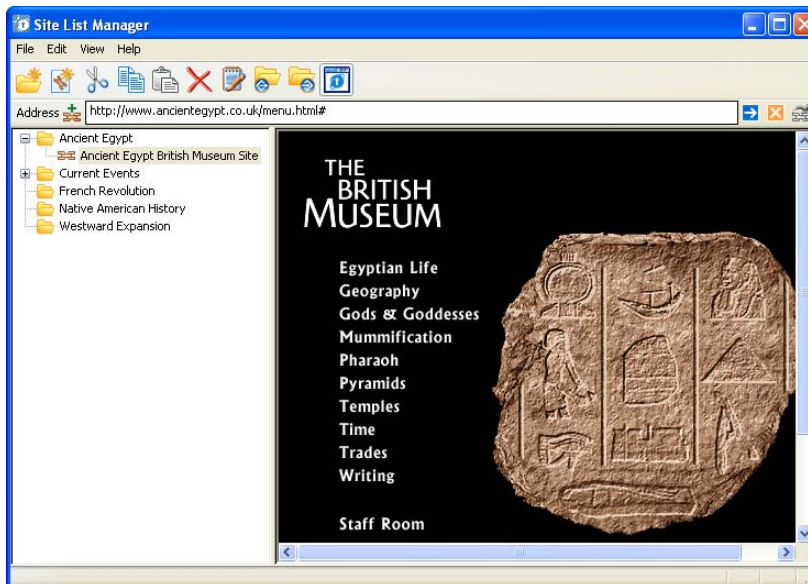 Site List Manager
File Edit View Help
Address http://www.ancientegypt.co.uk/menu.html#
Ancient Egypt
Ancient Egypt British Museum Site
Current Events
French Revolution
Native American History
Westward Expansion
THE
BRITISH
MUSEUM
Egyptian Life
Geography
Gods & Goddesses
Mummification
Pharaoh
Pyramids
Temples
Time
Trades
Writing
Staff Room